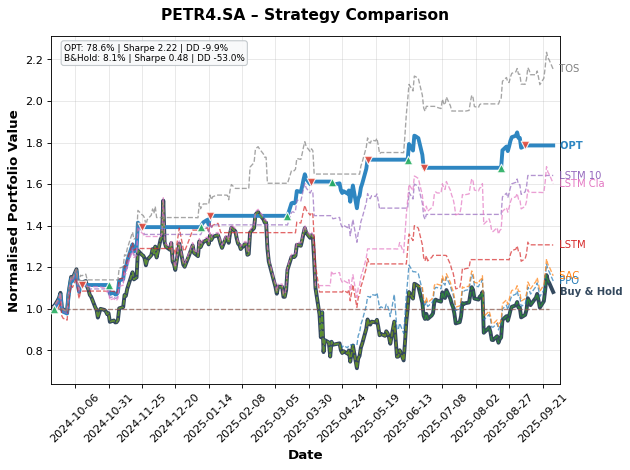 PETR4.SA – Strategy Comparison
OPT: 78.6% | Sharpe 2.22 | DD -9.9%
B&Hold: 8.1% | Sharpe 0.48 | DD -53.0%
Normalised Portfolio Value
2.2
2.0
1.8
1.6
1.4
1.2
1.0
0.8
TOS
OPT
LSTM 10
LSTM Cla
LSTM
SAC
PPO
Buy & Hold
2024-10-06
2024-10-31
2024-11-25
2024-12-20
2025-01-14
2025-02-08
2025-03-05
2025-03-30
2025-04-24
2025-05-19
2025-06-13
2025-07-08
2025-08-02
2025-08-27
2025-09-21
Date